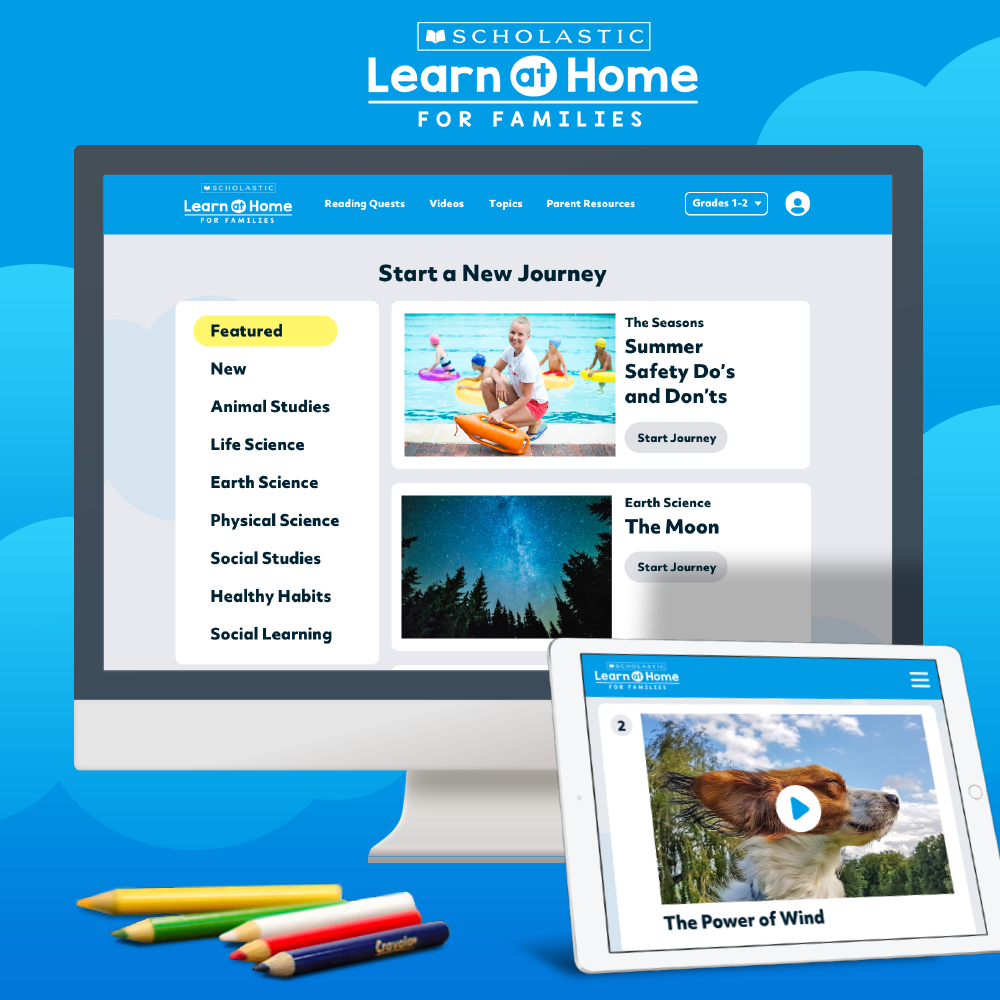 SCHOLASTIC
Learn at Home
FOR FAMILIES
SCHOLASTIC
Learn at Home
FOR FAMILIES
Reading Quests
Videos
Topics
Parent Resources
Grades 1-2
Start a New Journey
Featured
New
Animal Studies
Life Science
Earth Science
Physical Science
Social Studies
Healthy Habits
Social Learning
The Seasons
Summer
Safety Do's
and Don'ts
Start Journey
Earth Science
The Moon
Start Journey
SCHOLASTIC
Learn at Home
FOR FAMILIES
2
The Power of Wind
Crayola